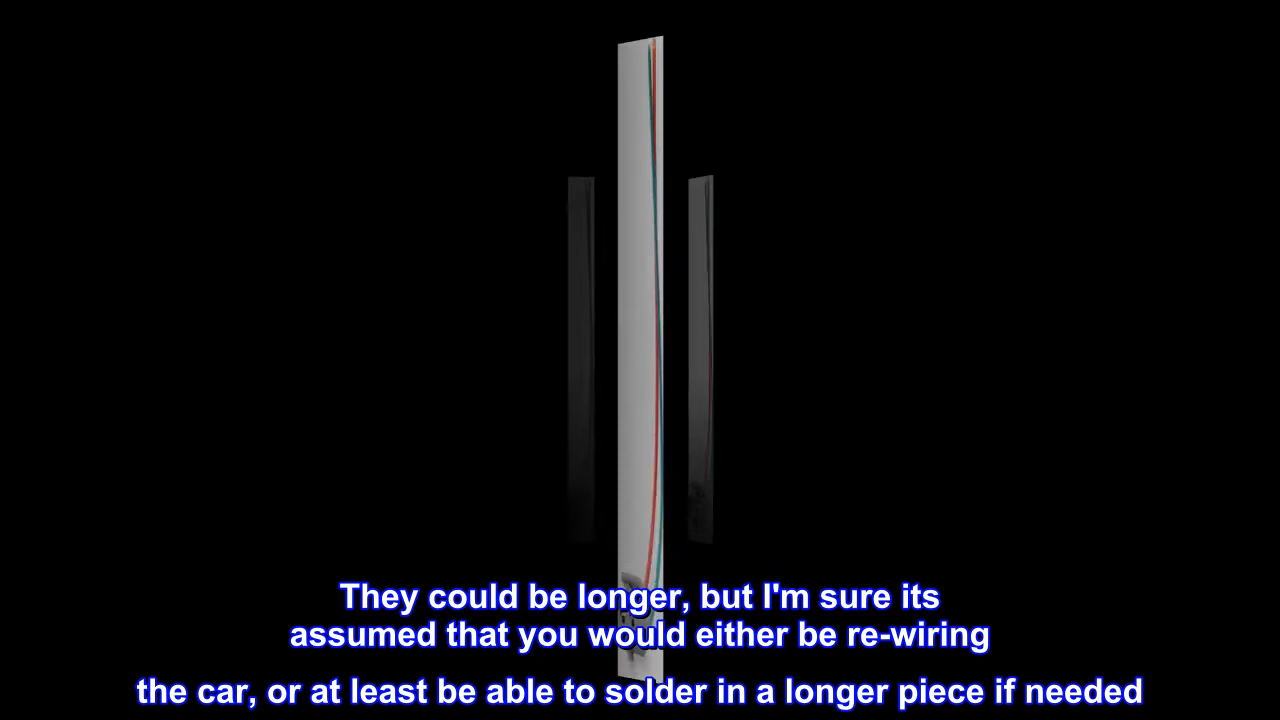 They could be longer, but I'm sure its
assumed that you would either be re-wiring
the car, or at least be able to solder in a longer piece if needed